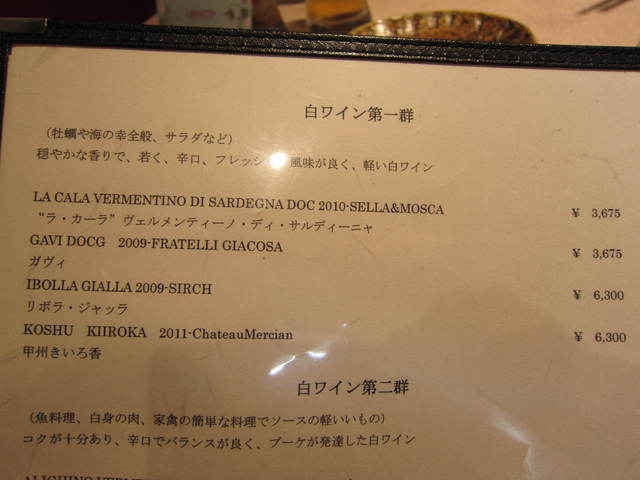 白ワイン第一群
（牡蠣や海の幸全般、サラダなど）
穏やかな香りで、若く、辛口、フレッシ 風味が良く、軽い白ワイン
LA CALA VERMENTINO DI SARDEGNA DOC 2010-SELLA&MOSCA ¥ 3,675
“ラ・カーラ”ヴェルメンティーノ・ディ・サルディーニャ
GAVI DOCG 2009-FRATELLI GIACOSA ¥ 3,675
ガヴィ
IBOLLA GIALLA 2009-SIRCH ¥ 6,300
リボラ・ジャッラ
KOSHU KIIROKA 2011-ChateauMercian ¥ 6,300
甲州きいろ香
白ワイン第二群
（魚料理、白身の肉、家禽の簡単な料理でソースの軽いいもの）
コクが十分あり、辛口でバランスが良く、ブーケが発達した白ワイン